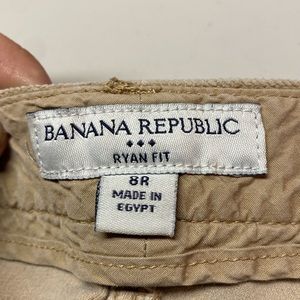 BANANA REPUBLIC
RYAN FIT
8R
MADE IN
EGYPT